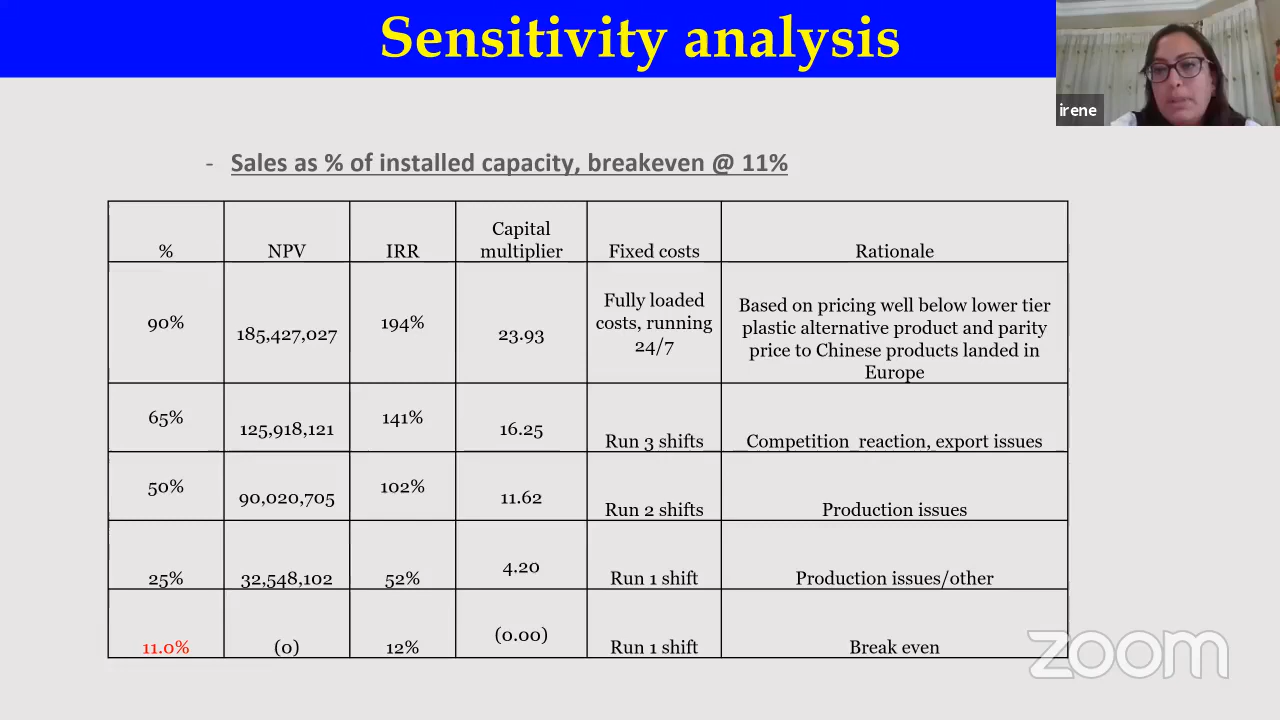 Sensitivity analysis
irene
- Sales as % of installed capacity, breakeven @ 11%
% NPV IRR Capital multiplier Fixed costs Rationale
90% 185,427,027 194% 23.93 Fully loaded costs, running 24/7 Based on pricing well below lower tier plastic alternative product and parity price to Chinese products landed in Europe
65% 125,918,121 141% 16.25 Run 3 shifts Competition reaction, export issues
50% 90,020,705 102% 11.62 Run 2 shifts Production issues
25% 32,548,102 52% 4.20 Run 1 shift Production issues/other
11.0% (0) 12% (0.00) Run 1 shift Break even
zoom